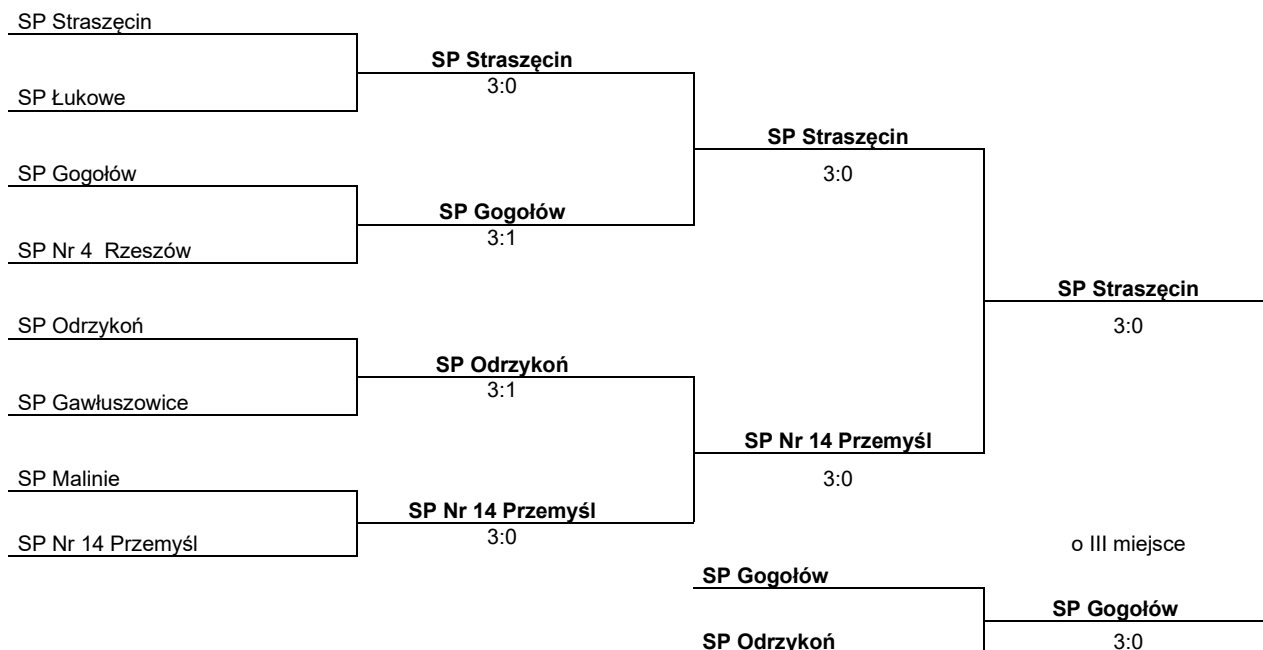 SP Straszęcin
SP Straszęcin
3:0
SP Łukowe
SP Straszęcin
SP Gogołów
3:0
SP Gogołów
3:1
SP Nr 4 Rzeszów
SP Straszęcin
SP Odrzykoń
3:0
SP Odrzykoń
3:1
SP Gawłuszowice
SP Nr 14 Przemyśl
SP Malinie
3:0
SP Nr 14 Przemyśl
3:0
SP Nr 14 Przemyśl
o III miejsce
SP Gogołów
SP Gogołów
SP Odrzykoń
3:0